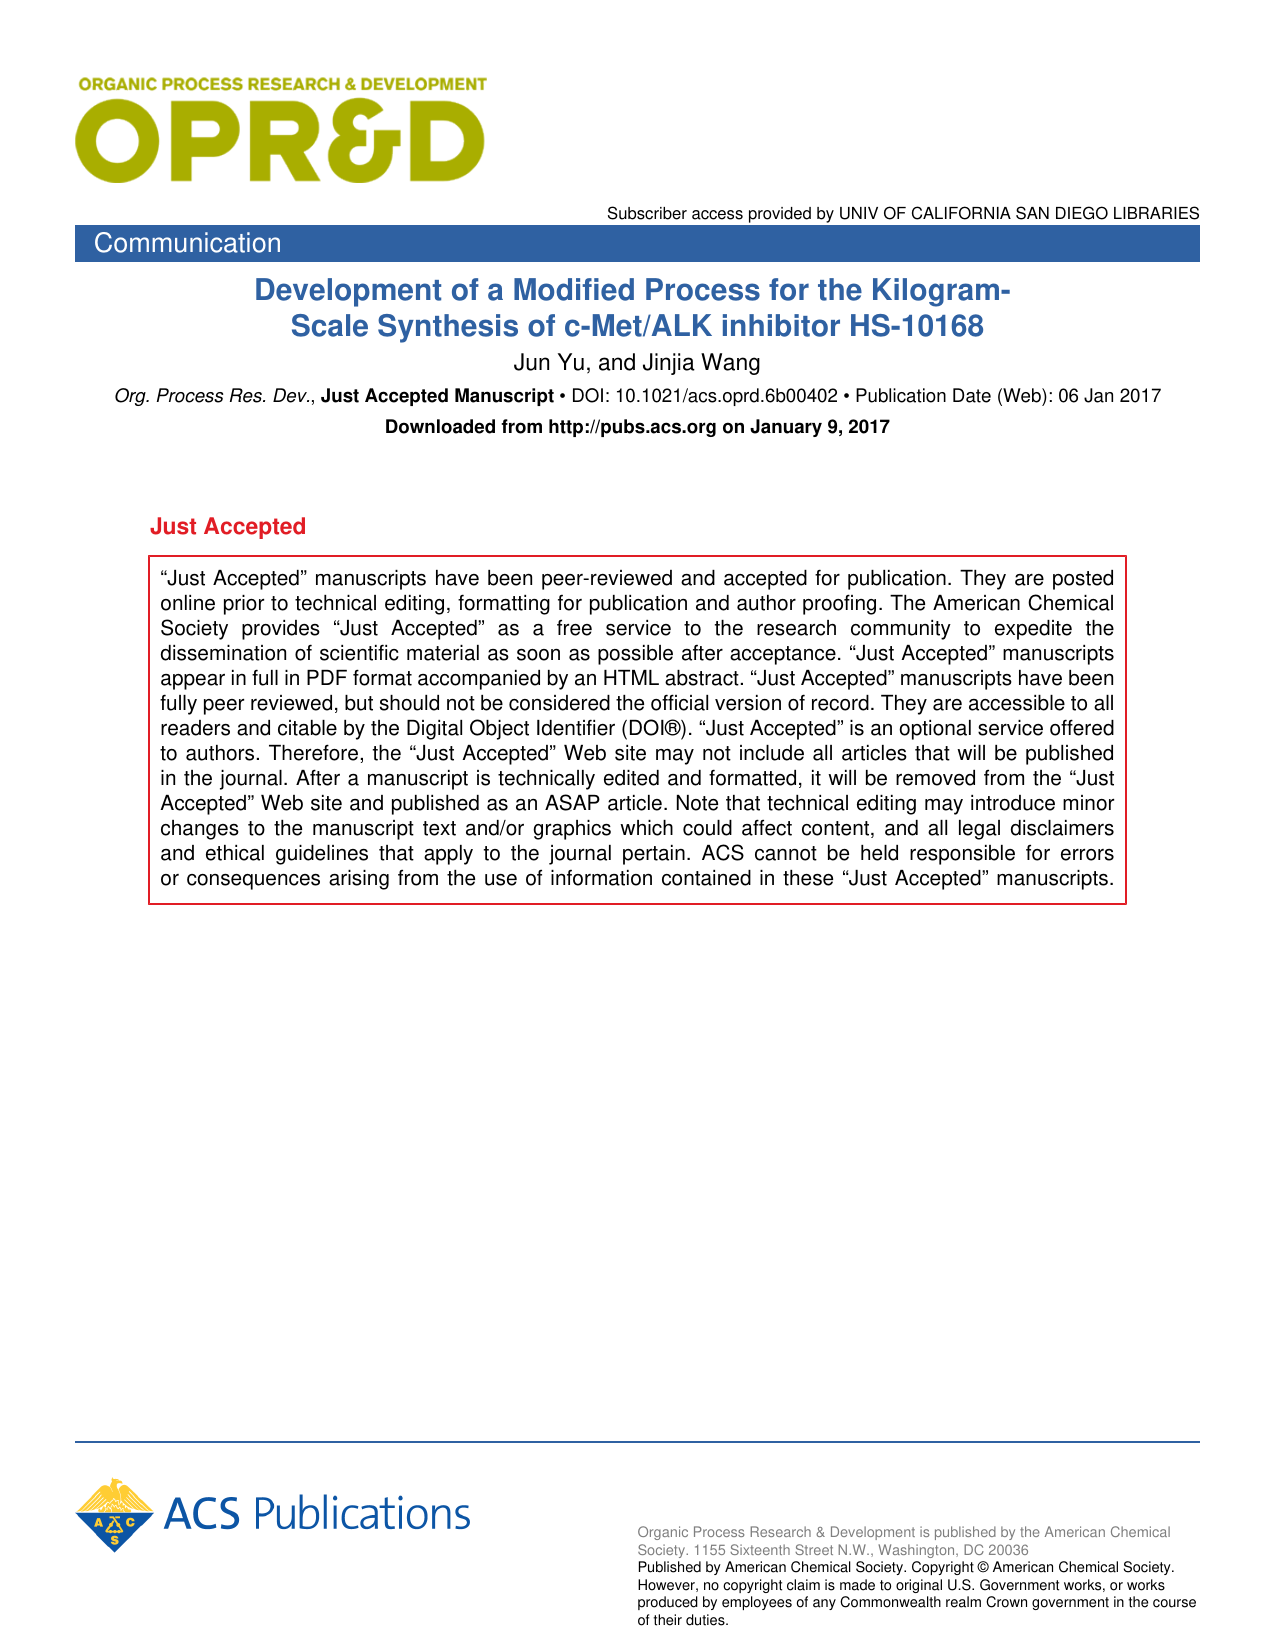 ORGANIC PROCESS RESEARCH & DEVELOPMENT
OPR&D
Subscriber access provided by UNIV OF CALIFORNIA SAN DIEGO LIBRARIES
Communication
Development of a Modified Process for the Kilogram-
Scale Synthesis of c-Met/ALK inhibitor HS-10168
Jun Yu, and Jinjia Wang
Org. Process Res. Dev., Just Accepted Manuscript • DOI: 10.1021/acs.oprd.6b00402 • Publication Date (Web): 06 Jan 2017
Downloaded from http://pubs.acs.org on January 9, 2017
Just Accepted
“Just Accepted” manuscripts have been peer-reviewed and accepted for publication. They are posted
online prior to technical editing, formatting for publication and author proofing. The American Chemical
Society provides “Just Accepted” as a free service to the research community to expedite the
dissemination of scientific material as soon as possible after acceptance. “Just Accepted” manuscripts
appear in full in PDF format accompanied by an HTML abstract. “Just Accepted” manuscripts have been
fully peer reviewed, but should not be considered the official version of record. They are accessible to all
readers and citable by the Digital Object Identifier (DOI®). “Just Accepted” is an optional service offered
to authors. Therefore, the “Just Accepted” Web site may not include all articles that will be published
in the journal. After a manuscript is technically edited and formatted, it will be removed from the “Just
Accepted” Web site and published as an ASAP article. Note that technical editing may introduce minor
changes to the manuscript text and/or graphics which could affect content, and all legal disclaimers
and ethical guidelines that apply to the journal pertain. ACS cannot be held responsible for errors
or consequences arising from the use of information contained in these “Just Accepted” manuscripts.
A C S
ACS Publications
Organic Process Research & Development is published by the American Chemical
Society. 1155 Sixteenth Street N.W., Washington, DC 20036
Published by American Chemical Society. Copyright © American Chemical Society.
However, no copyright claim is made to original U.S. Government works, or works
produced by employees of any Commonwealth realm Crown government in the course
of their duties.